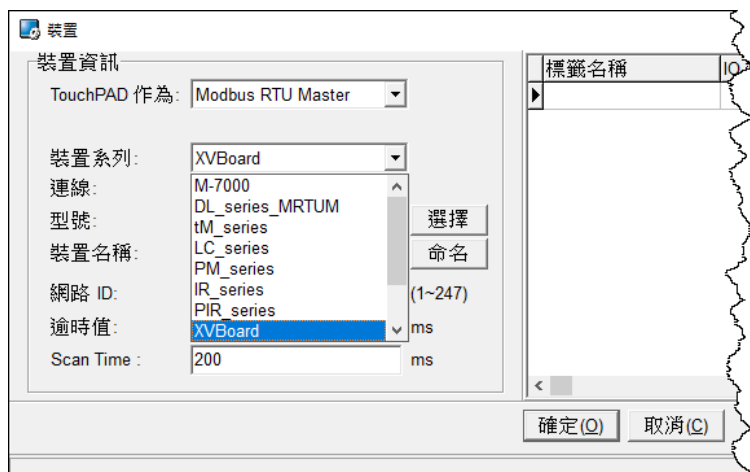 裝置
裝置資訊
TouchPAD 作為: Modbus RTU Master
裝置系列: XVBoard
連線: M-7000
DL_series_MRTUM
型號: tM_series 選擇
裝置名稱: LC_series 命名
PM_series
網路 ID: IR_series (1~247)
PIR_series
逾時值: XVBoard ms
Scan Time : 200 ms
標籤名稱 IO
確定(O) 取消(C)